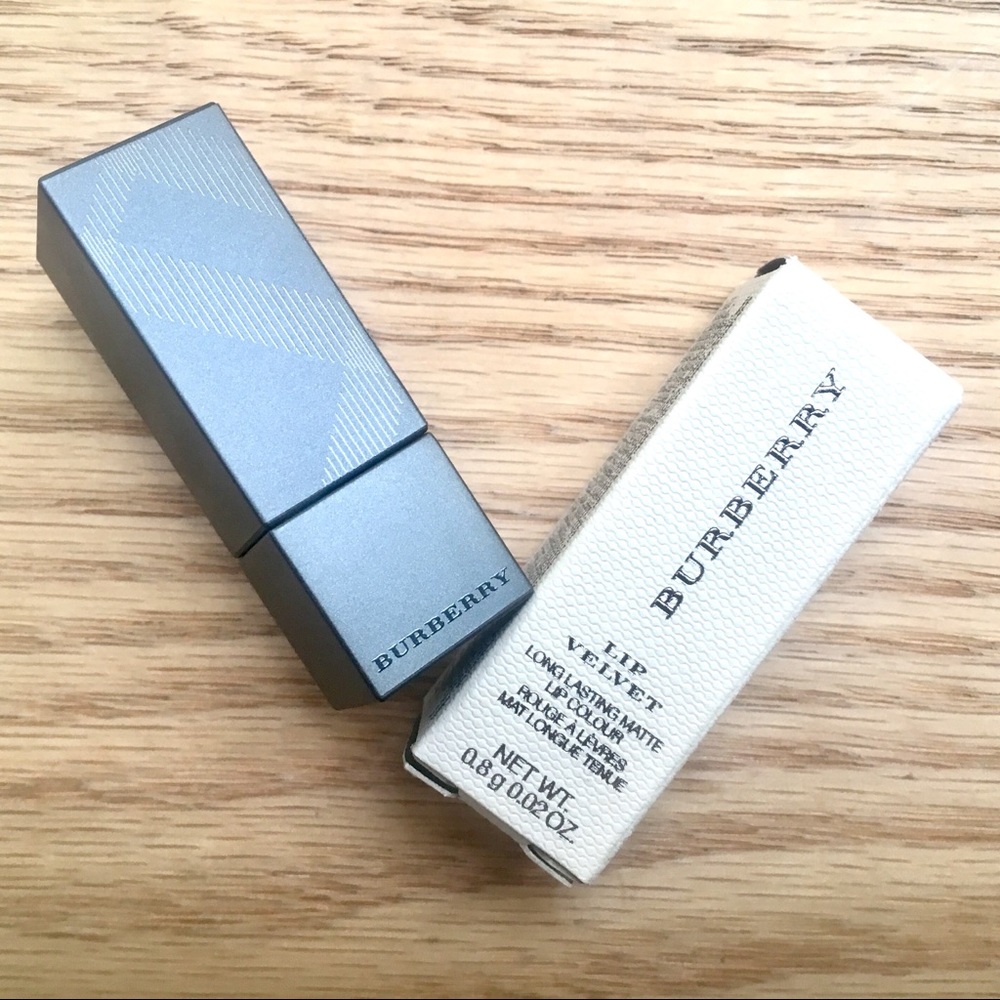 BURBERRY
BURBERRY
LIP
VELVET
LONG LASTING MATTE
LIP COLOUR
ROUGE À LÈVRES
MAT LONGUE TENUE
NET WT.
0.8 g 0.02 OZ.